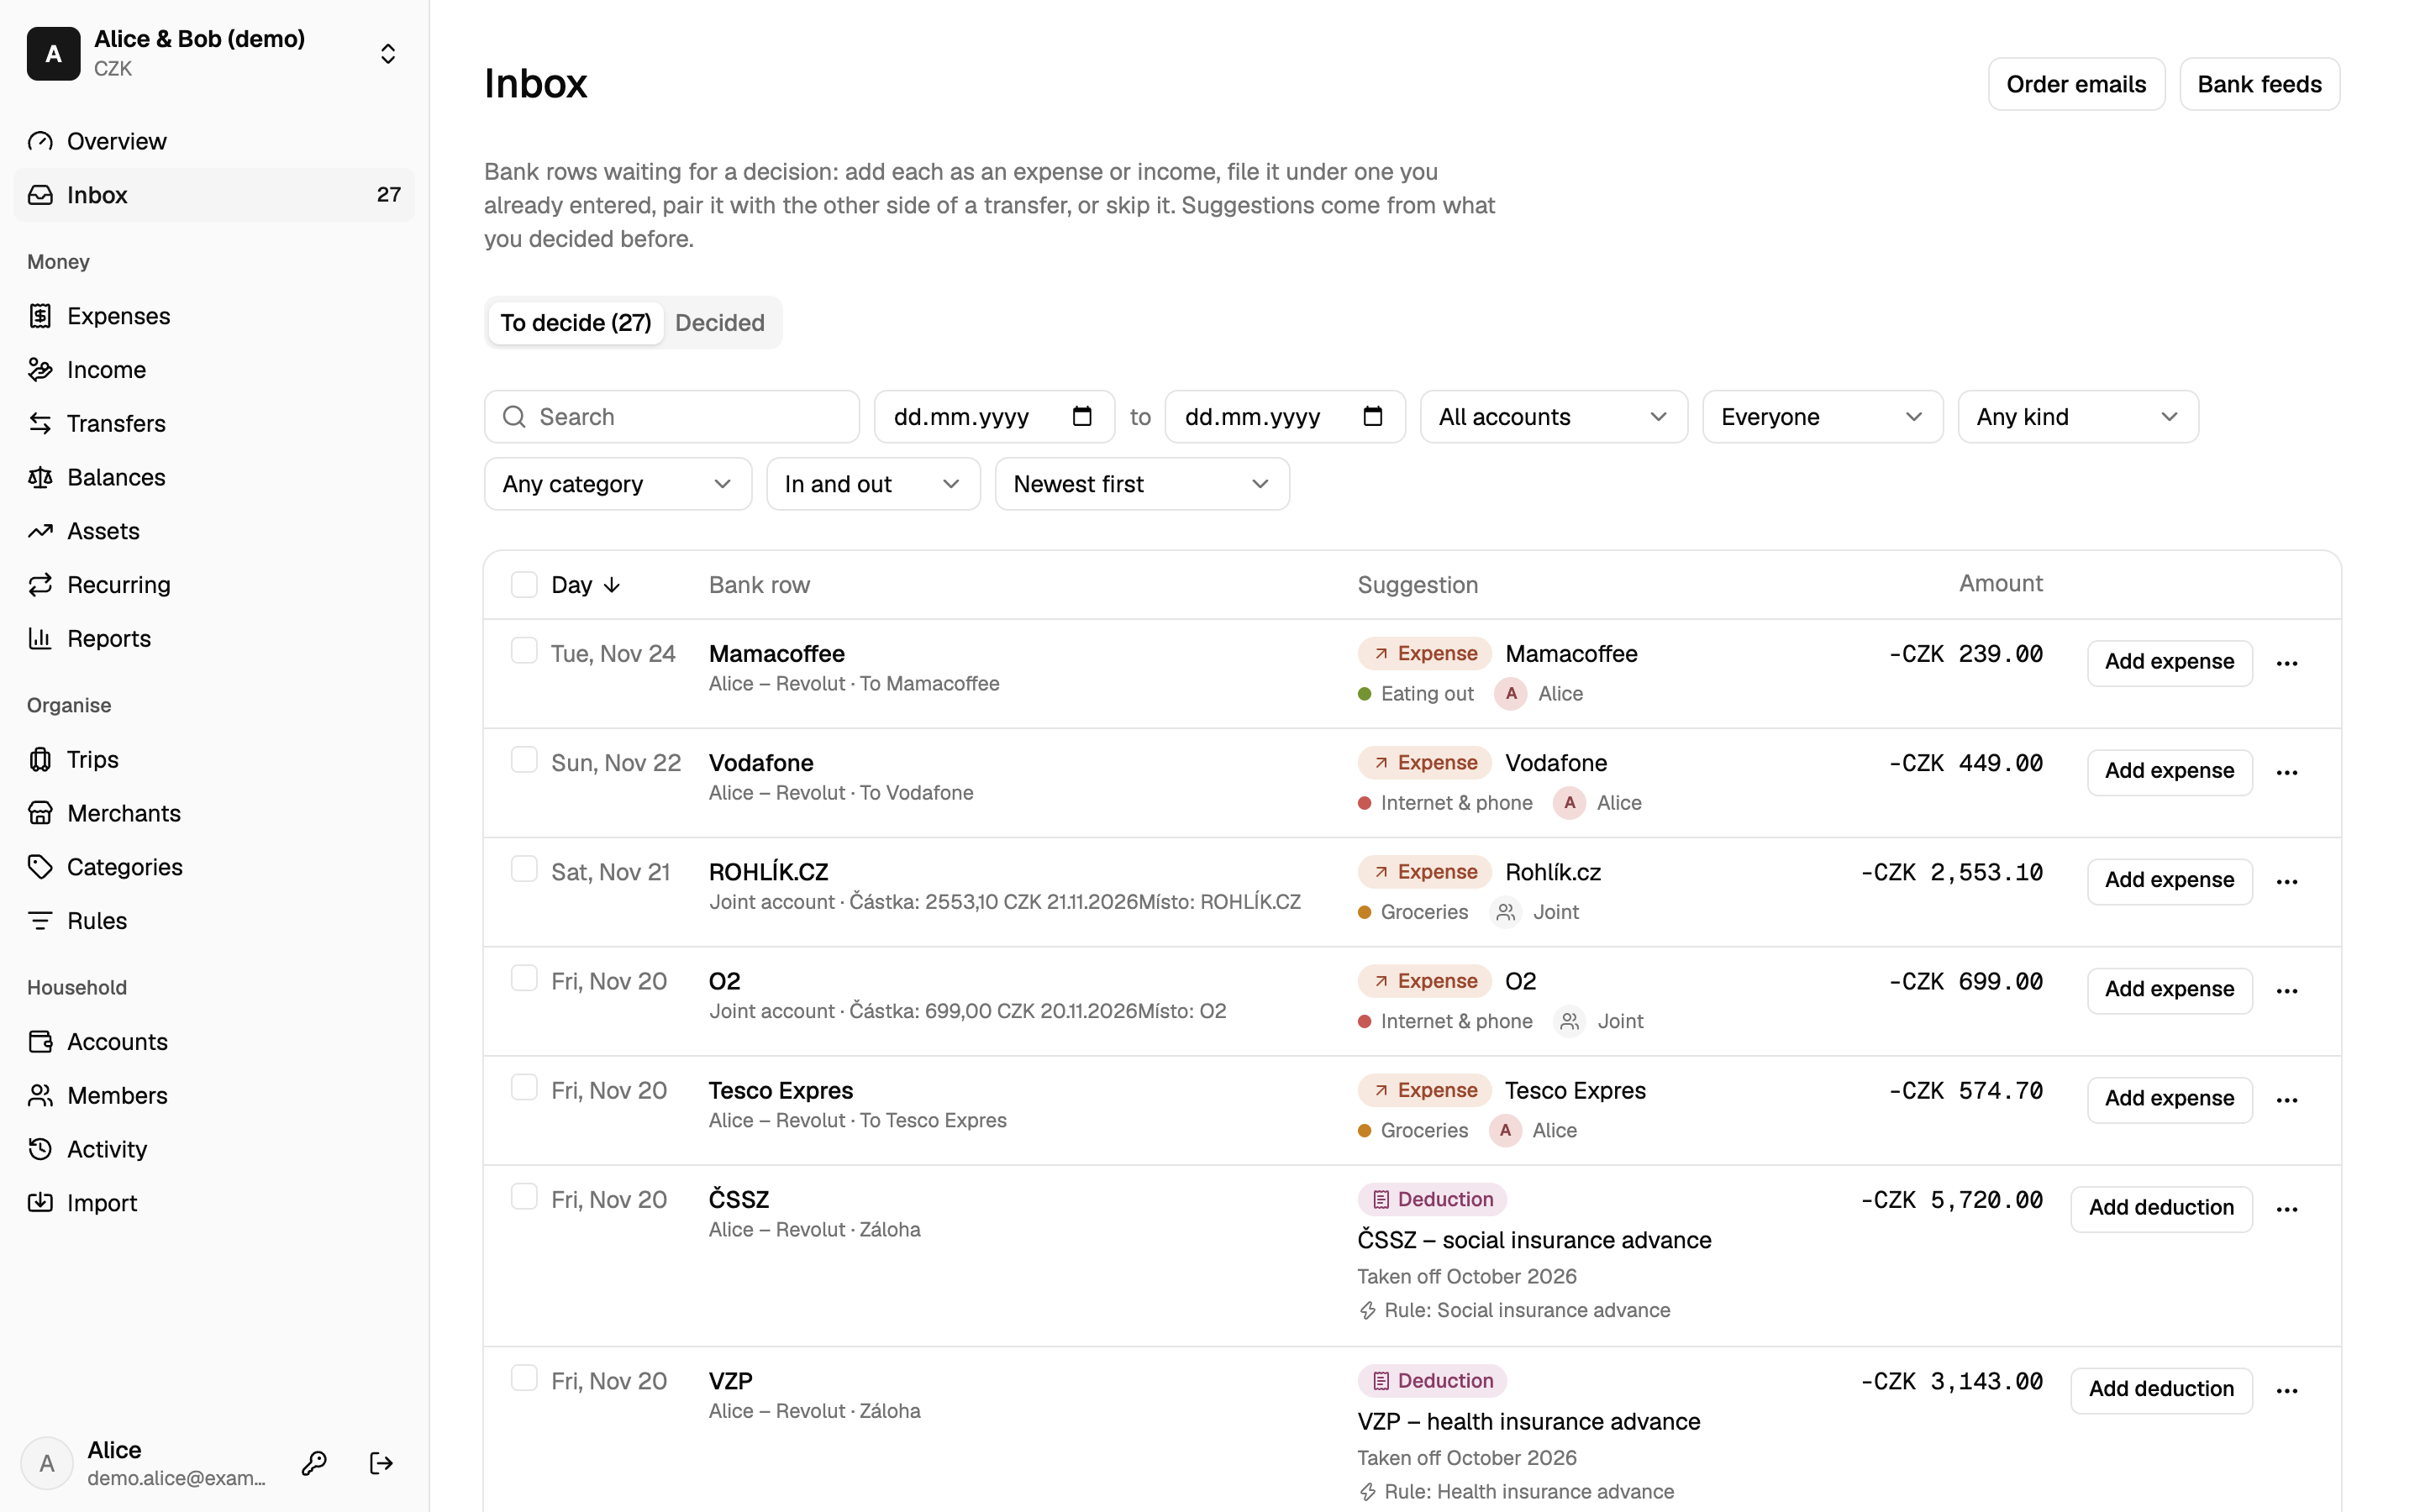 A
Alice & Bob (demo)
CZK
Overview
Inbox 27
Money
Expenses
Income
Transfers
Balances
Assets
Recurring
Reports
Organise
Trips
Merchants
Categories
Rules
Household
Accounts
Members
Activity
Import
A
Alice
demo.alice@exam...
Inbox
Order emails
Bank feeds
Bank rows waiting for a decision: add each as an expense or income, file it under one you
already entered, pair it with the other side of a transfer, or skip it. Suggestions come from what
you decided before.
To decide (27) Decided
Search dd.mm.yyyy to dd.mm.yyyy All accounts Everyone Any kind
Any category In and out Newest first
Day Bank row Suggestion Amount
Tue, Nov 24 Mamacoffee Expense Mamacoffee -CZK 239.00 Add expense
Alice – Revolut · To Mamacoffee Eating out A Alice
Sun, Nov 22 Vodafone Expense Vodafone -CZK 449.00 Add expense
Alice – Revolut · To Vodafone Internet & phone A Alice
Sat, Nov 21 ROHLÍK.CZ Expense Rohlík.cz -CZK 2,553.10 Add expense
Joint account · Částka: 2553,10 CZK 21.11.2026Místo: ROHLÍK.CZ Groceries Joint
Fri, Nov 20 O2 Expense O2 -CZK 699.00 Add expense
Joint account · Částka: 699,00 CZK 20.11.2026Místo: O2 Internet & phone Joint
Fri, Nov 20 Tesco Expres Expense Tesco Expres -CZK 574.70 Add expense
Alice – Revolut · To Tesco Expres Groceries A Alice
Fri, Nov 20 ČSSZ Deduction -CZK 5,720.00 Add deduction
Alice – Revolut · Záloha ČSSZ – social insurance advance
Taken off October 2026
Rule: Social insurance advance
Fri, Nov 20 VZP Deduction -CZK 3,143.00 Add deduction
Alice – Revolut · Záloha VZP – health insurance advance
Taken off October 2026
Rule: Health insurance advance